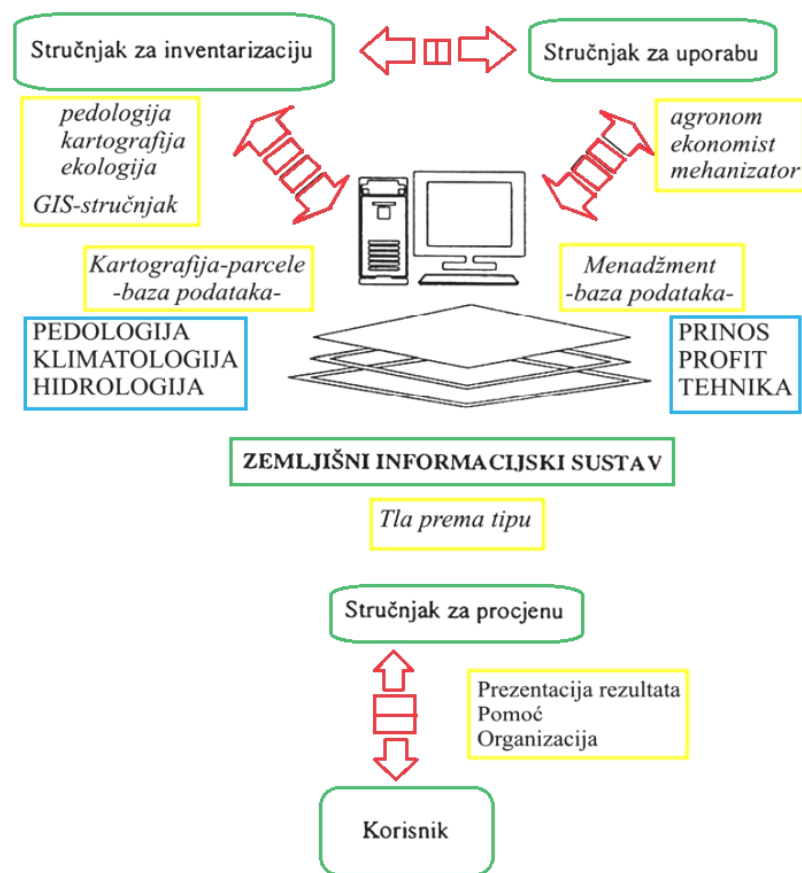 Stručnjak za inventarizaciju
Stručnjak za uporabu
pedologija
kartografija
ekologija
GIS-stručnjak
agronom
ekonomist
mehanizator
Kartografija-parcele
-baza podataka-
Menadžment
-baza podataka-
PEDOLOGIJA
KLIMATOLOGIJA
HIDROLOGIJA
PRINOS
PROFIT
TEHNIKA
ZEMLJIŠNI INFORMACIJSKI SUSTAV
Tla prema tipu
Stručnjak za procjenu
Prezentacija rezultata
Pomoć
Organizacija
Korisnik